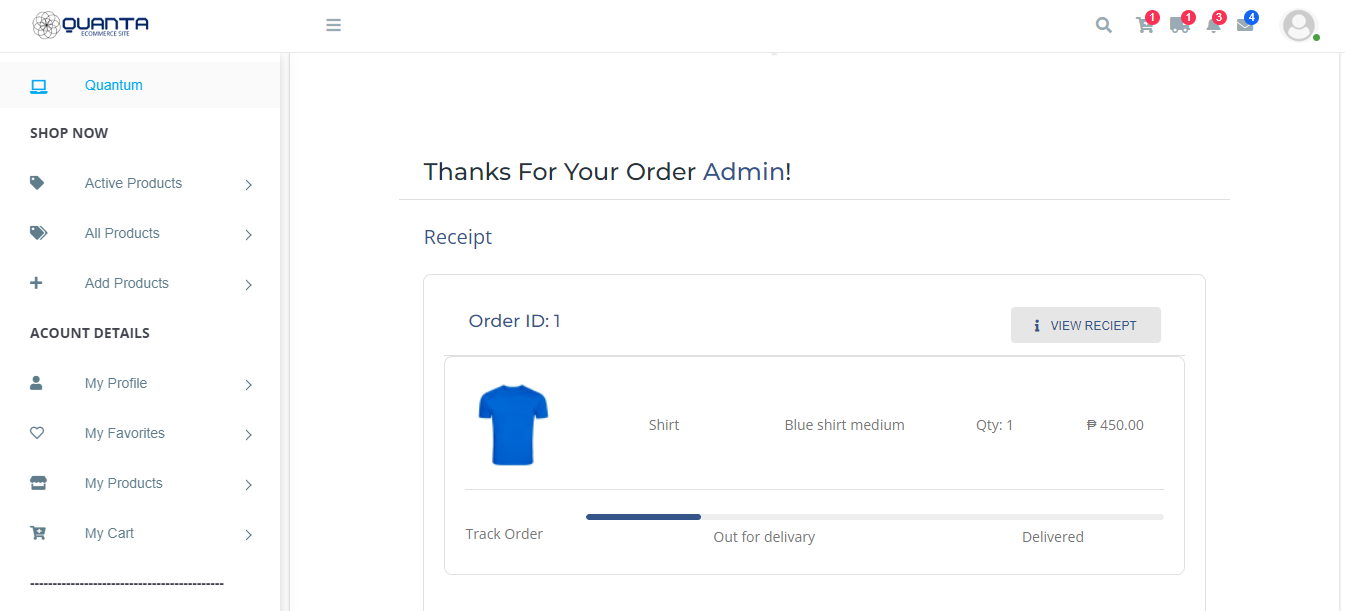 QUANTA
ECOMMERCE SITE
1
1
3
4
Quantum
SHOP NOW
Active Products
All Products
Add Products
ACOUNT DETAILS
My Profile
My Favorites
My Products
My Cart
-------------------------------------------
Thanks For Your Order Admin!
Receipt
Order ID: 1
VIEW RECIEPT
Shirt
Blue shirt medium
Qty: 1
₱ 450.00
Track Order
Out for delivary
Delivered